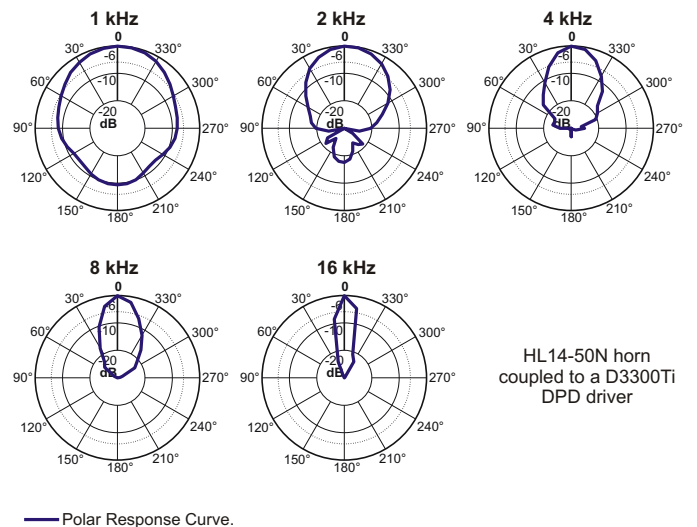 1 kHz
0
30° 330°
-6
60° -10 300°
-20
90° dB 270°
120° 240°
150° 210°
180°
2 kHz
0
30° 330°
-6
60° -10 300°
-20
90° dB 270°
120° 240°
150° 210°
180°
4 kHz
0
30° 330°
-6
60° -10 300°
-20
90° dB 270°
120° 240°
150° 210°
180°
8 kHz
0
30° 330°
-6
60° -10 300°
-20
90° dB 270°
120° 240°
150° 210°
180°
16 kHz
0
30° 330°
-6
60° -10 300°
-20
90° dB 270°
120° 240°
150° 210°
180°
HL14-50N horn
coupled to a D3300Ti
DPD driver
Polar Response Curve.